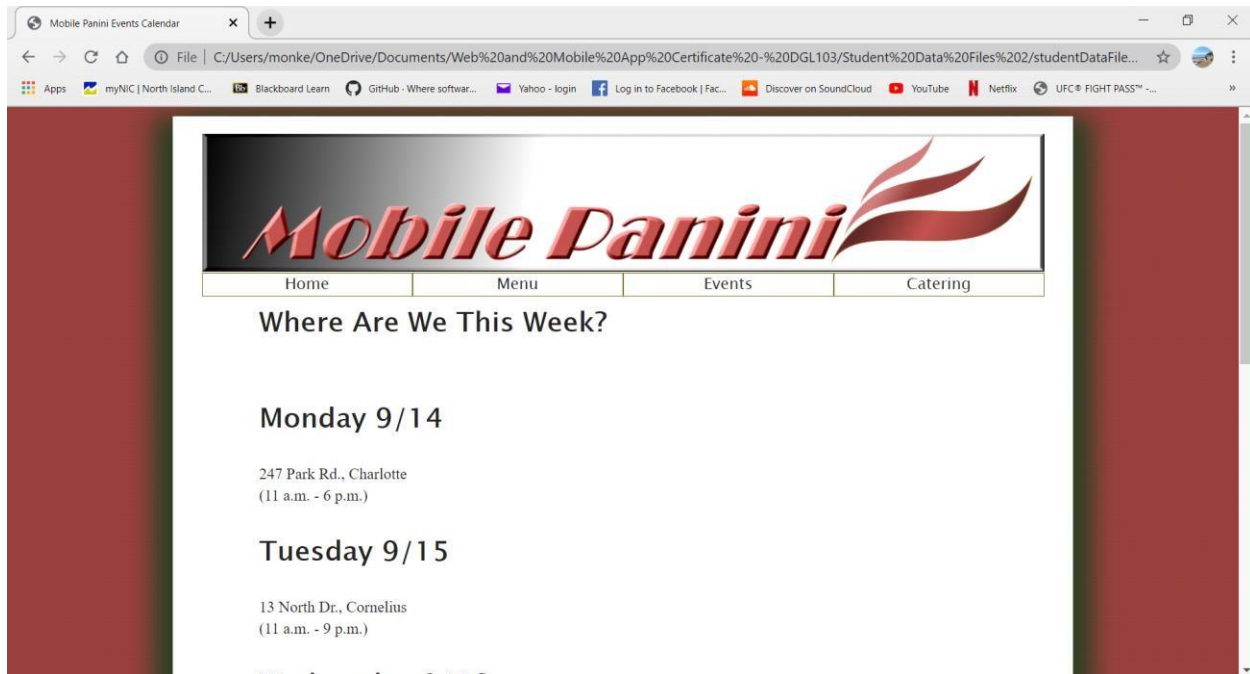 Mobile Panini Events Calendar
File | C:/Users/monke/OneDrive/Documents/Web%20and%20Mobile%20App%20Certificate%20-%20DGL103/Student%20Data%20Files%202/studentDataFile...
Apps myNIC | North Island C... Bb Blackboard Learn GitHub · Where softwar... Yahoo - login Log in to Facebook | Fac... Discover on SoundCloud YouTube Netflix UFC® FIGHT PASS™ -... »
Mobile Panini
Home Menu Events Catering
Where Are We This Week?
Monday 9/14
247 Park Rd., Charlotte
(11 a.m. - 6 p.m.)
Tuesday 9/15
13 North Dr., Cornelius
(11 a.m. - 9 p.m.)